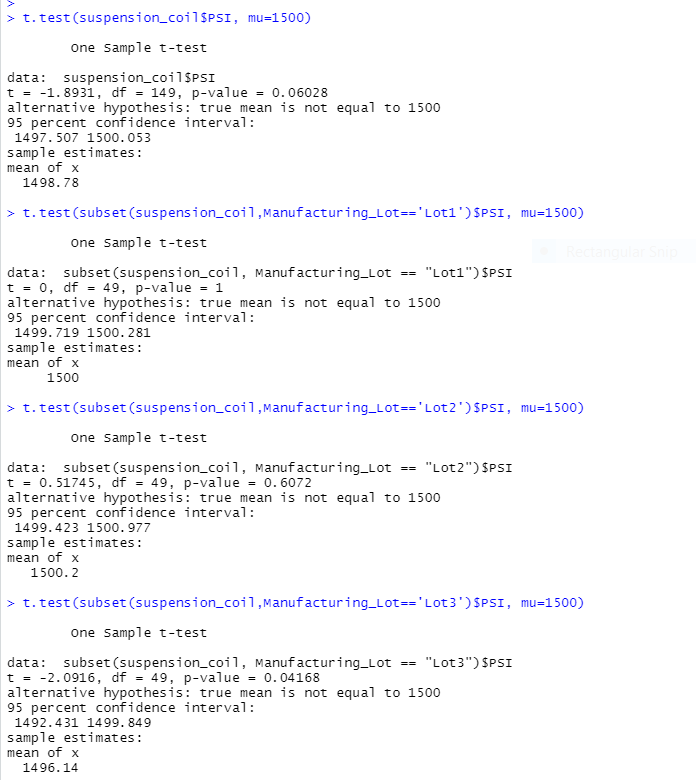 >
> t.test(suspension_coil$PSI, mu=1500)
One Sample t-test
data:  suspension_coil$PSI
t = -1.8931, df = 149, p-value = 0.06028
alternative hypothesis: true mean is not equal to 1500
95 percent confidence interval:
 1497.507 1500.053
sample estimates:
mean of x
  1498.78
> t.test(subset(suspension_coil,Manufacturing_Lot=='Lot1')$PSI, mu=1500)
One Sample t-test
Rectangular Snip
data:  subset(suspension_coil, Manufacturing_Lot == "Lot1")$PSI
t = 0, df = 49, p-value = 1
alternative hypothesis: true mean is not equal to 1500
95 percent confidence interval:
 1499.719 1500.281
sample estimates:
mean of x
     1500
> t.test(subset(suspension_coil,Manufacturing_Lot=='Lot2')$PSI, mu=1500)
One Sample t-test
data:  subset(suspension_coil, Manufacturing_Lot == "Lot2")$PSI
t = 0.51745, df = 49, p-value = 0.6072
alternative hypothesis: true mean is not equal to 1500
95 percent confidence interval:
 1499.423 1500.977
sample estimates:
mean of x
   1500.2
> t.test(subset(suspension_coil,Manufacturing_Lot=='Lot3')$PSI, mu=1500)
One Sample t-test
data:  subset(suspension_coil, Manufacturing_Lot == "Lot3")$PSI
t = -2.0916, df = 49, p-value = 0.04168
alternative hypothesis: true mean is not equal to 1500
95 percent confidence interval:
 1492.431 1499.849
sample estimates:
mean of x
  1496.14